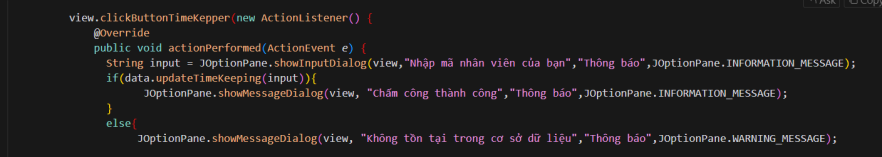 Ask
Copy
view.clickButtonTimeKepper(new ActionListener() {
@Override
public void actionPerformed(ActionEvent e) {
String input = JOptionPane.showInputDialog(view,"Nhập mã nhân viên của bạn","Thông báo",JOptionPane.INFORMATION_MESSAGE);
if(data.updateTimeKeeping(input)){
JOptionPane.showMessageDialog(view, "Chấm công thành công","Thông báo",JOptionPane.INFORMATION_MESSAGE);
}
else{
JOptionPane.showMessageDialog(view, "Không tồn tại trong cơ sở dữ liệu","Thông báo",JOptionPane.WARNING_MESSAGE);